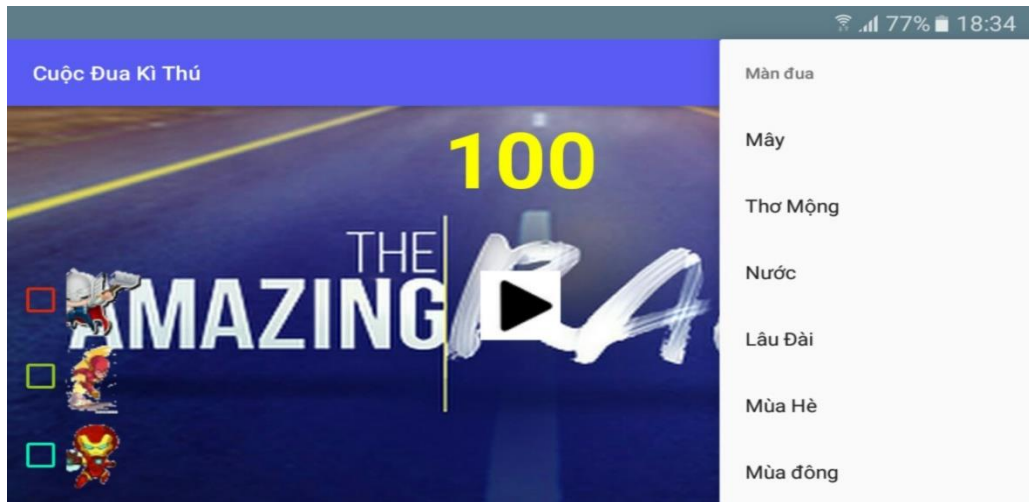 77% 18:34
Cuộc Đua Kì Thú
100
THE
AMAZING RA
Màn đua
Mây
Thơ Mộng
Nước
Lâu Đài
Mùa Hè
Mùa đông